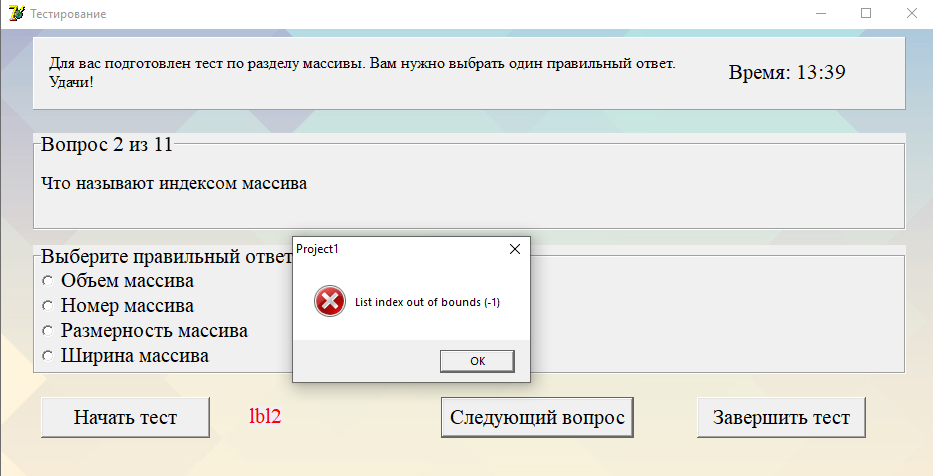 Тестирование
Для вас подготовлен тест по разделу массивы. Вам нужно выбрать один правильный ответ.
Удачи!
Время: 13:39
Вопрос 2 из 11
Что называют индексом массива
Выберите правильный ответ
Объем массива
Номер массива
Размерность массива
Ширина массива
Project1
List index out of bounds (-1)
OK
Начать тест
lbl2
Следующий вопрос
Завершить тест